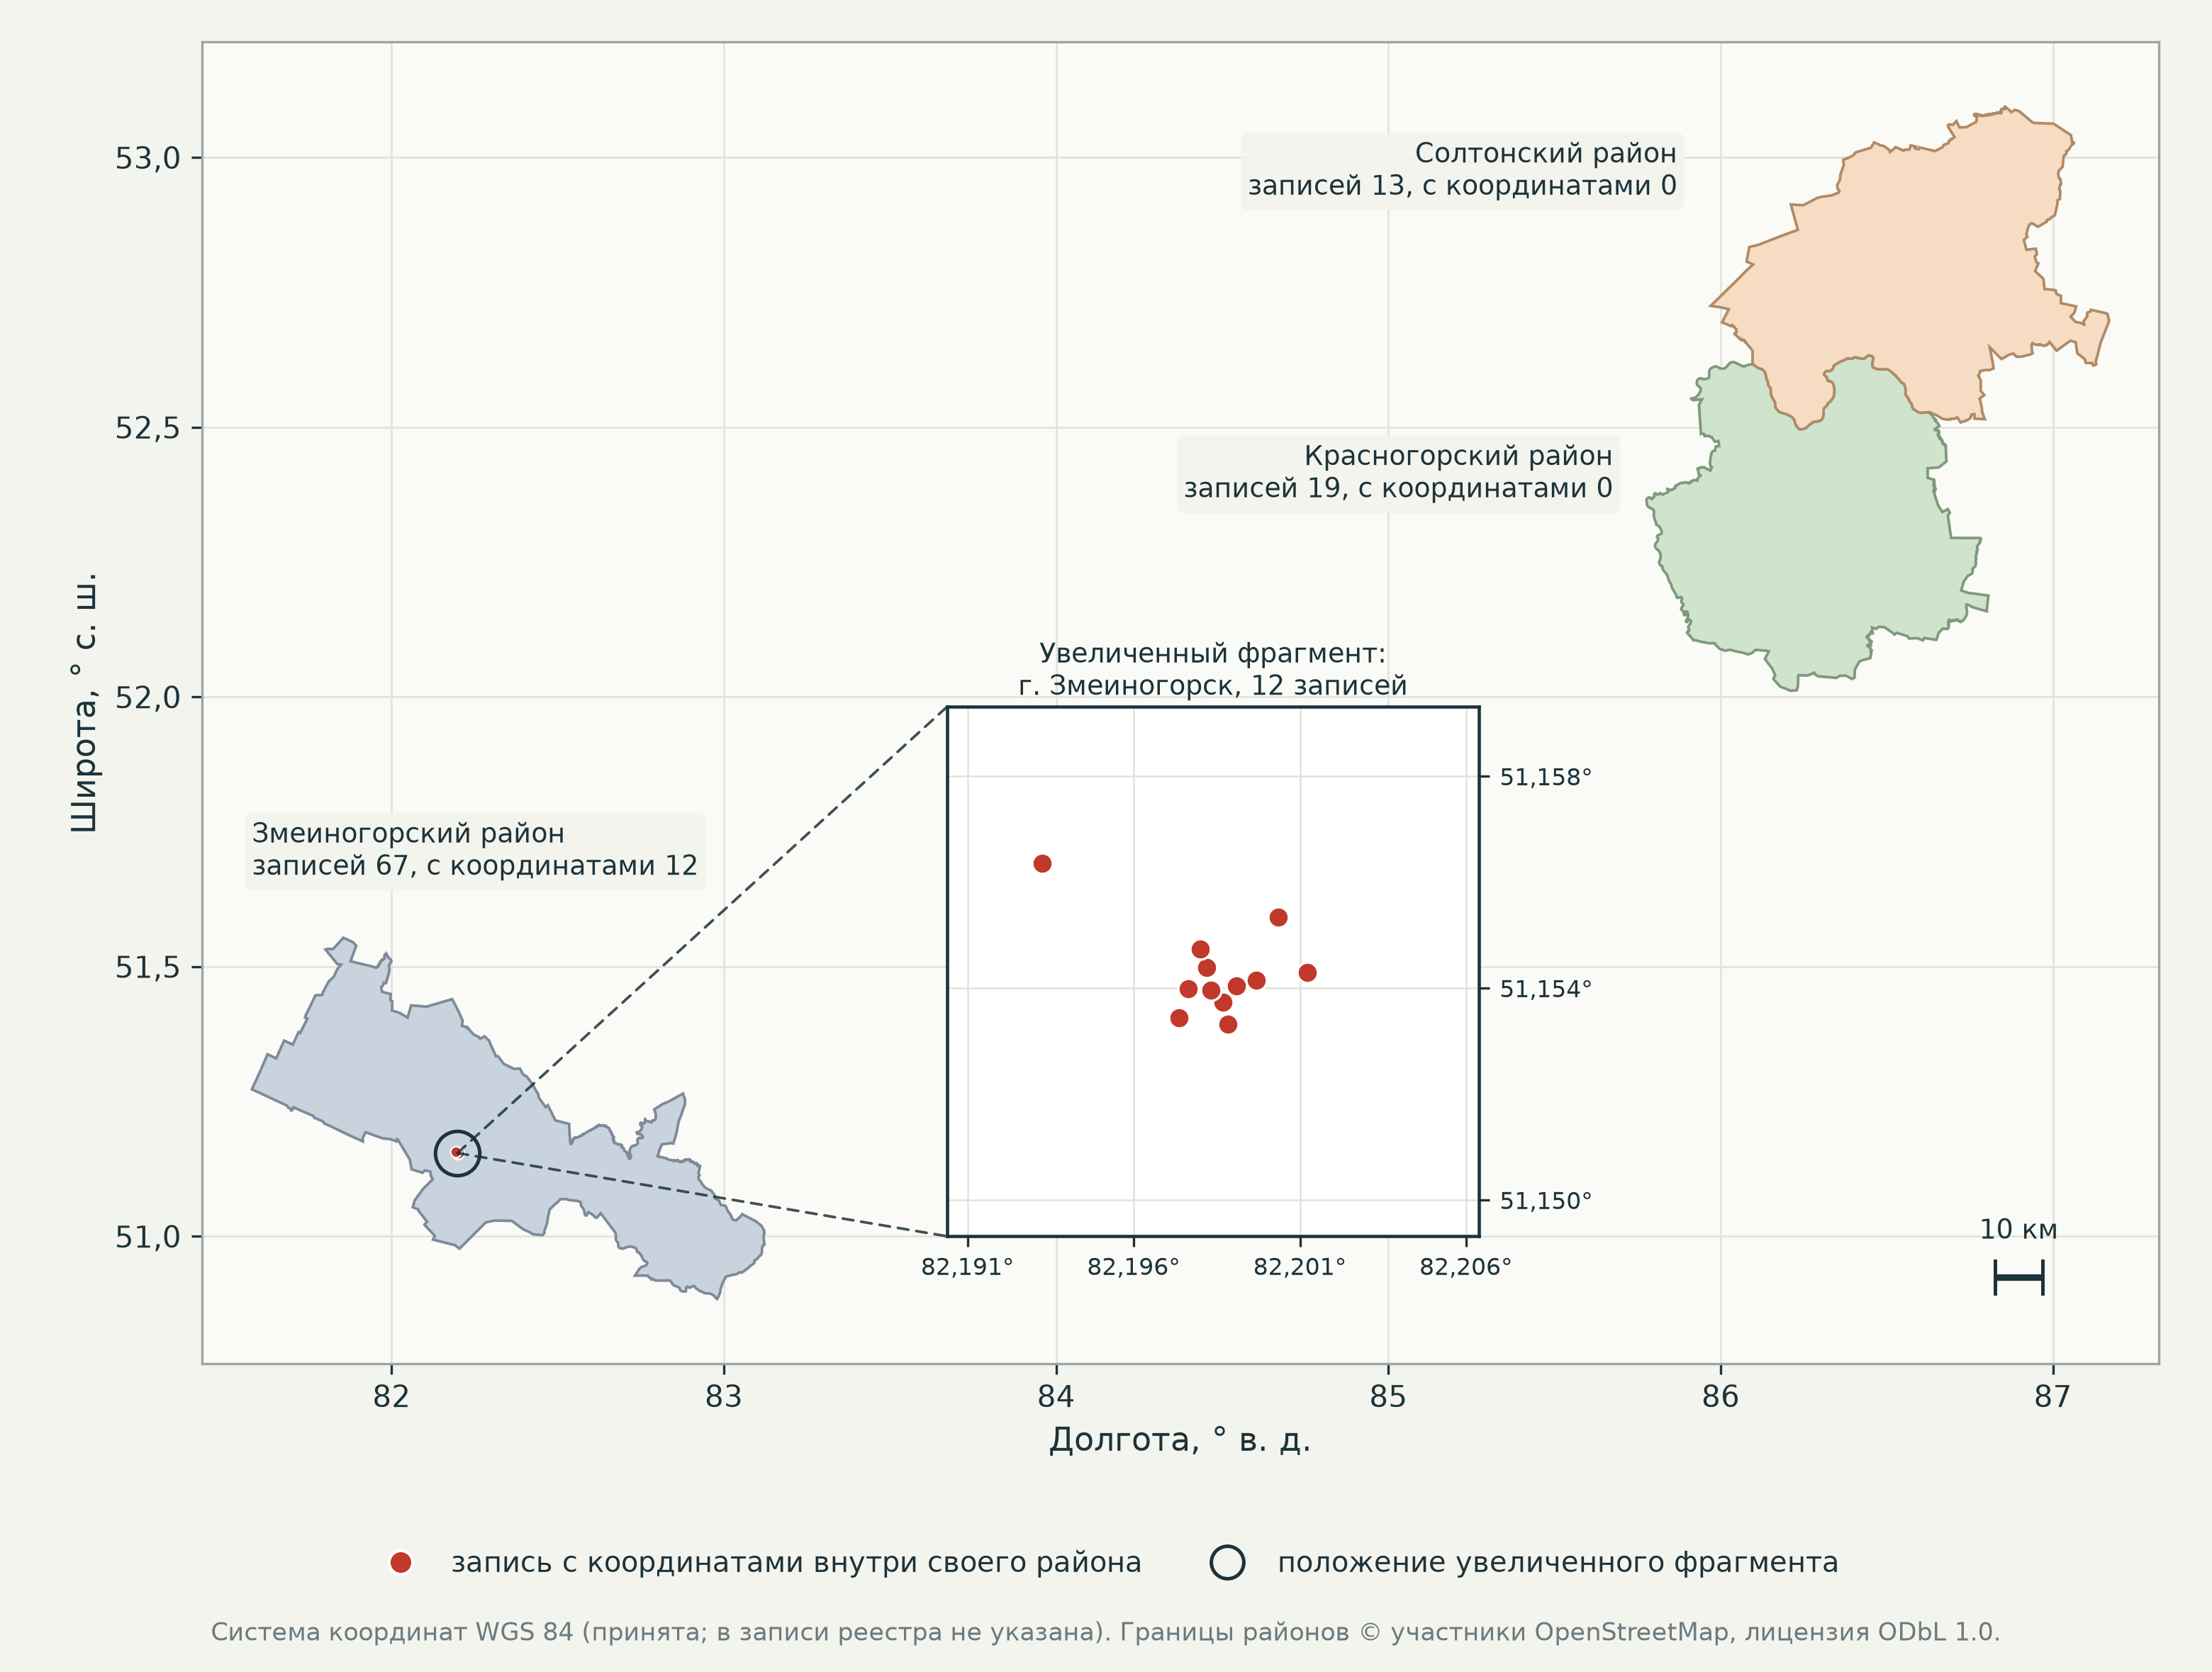 Солтонский район
записей 13, с координатами 0
Красногорский район
записей 19, с координатами 0
Увеличенный фрагмент:
г. Змеиногорск, 12 записей
Змеиногорский район
записей 67, с координатами 12
51,158°
51,154°
51,150°
82,191°
82,196°
82,201°
82,206°
10 км
53,0
52,5
52,0
51,5
51,0
Широта, ° с. ш.
82
83
84
85
86
87
Долгота, ° в. д.
запись с координатами внутри своего района
положение увеличенного фрагмента
Система координат WGS 84 (принята; в записи реестра не указана). Границы районов © участники OpenStreetMap, лицензия ODbL 1.0.